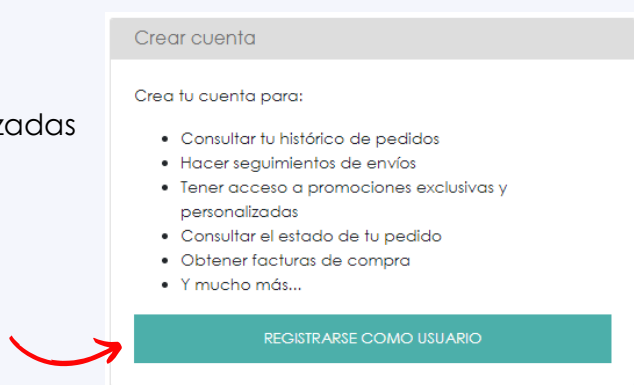 Crear cuenta
Crea tu cuenta para:
zadas
• Consultar tu histórico de pedidos
• Hacer seguimientos de envíos
• Tener acceso a promociones exclusivas y
personalizadas
• Consultar el estado de tu pedido
• Obtener facturas de compra
• Y mucho más...
REGISTRARSE COMO USUARIO